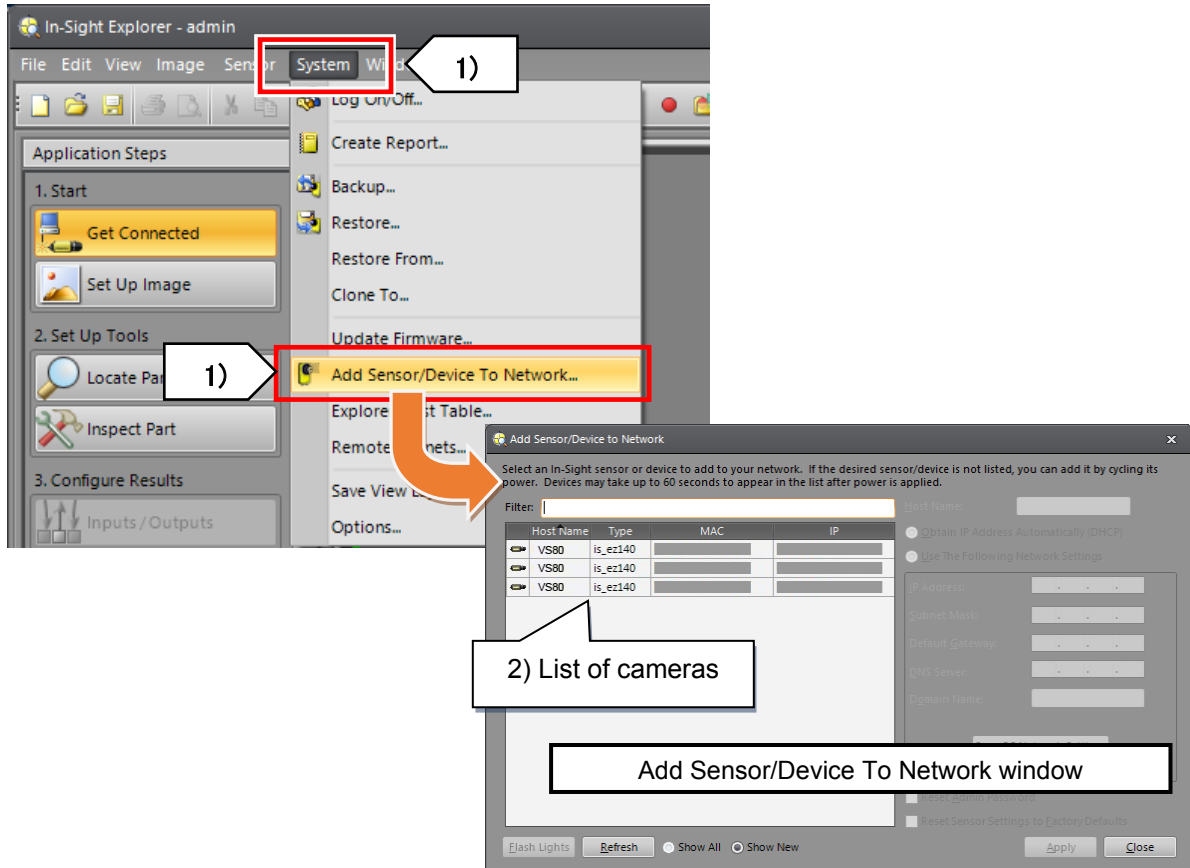 In-Sight Explorer - admin
File Edit View Image Sensor System
1)
Log On/Off...
Application Steps
Create Report...
1. Start
Backup...
Get Connected
Restore...
Restore From...
Set Up Image
Clone To...
2. Set Up Tools
Update Firmware...
Locate
1)
Add Sensor/Device To Network...
Inspect Part
3. Configure Results
Save View
Inputs / Outputs
Options...
Add Sensor/Device to Network
Select an In-Sight sensor or device to add to your network. If the desired sensor/device is not listed, you can add it by cycling its
power. Devices may take up to 60 seconds to appear in the list after power is applied.
Filter:
Host Name Type MAC IP
VS80 is_ez140
VS80 is_ez140
VS80 is_ez140
Host Name:
Obtain IP Address Automatically (DHCP)
Use The Following Network Settings
IP Address:
Subnet Mask:
Default Gateway:
DNS Server:
Domain Name:
2) List of cameras
Add Sensor/Device To Network window
Reset Admin Password
Reset Sensor Settings to Factory Defaults
Flash Lights Refresh Show All Show New Apply Close